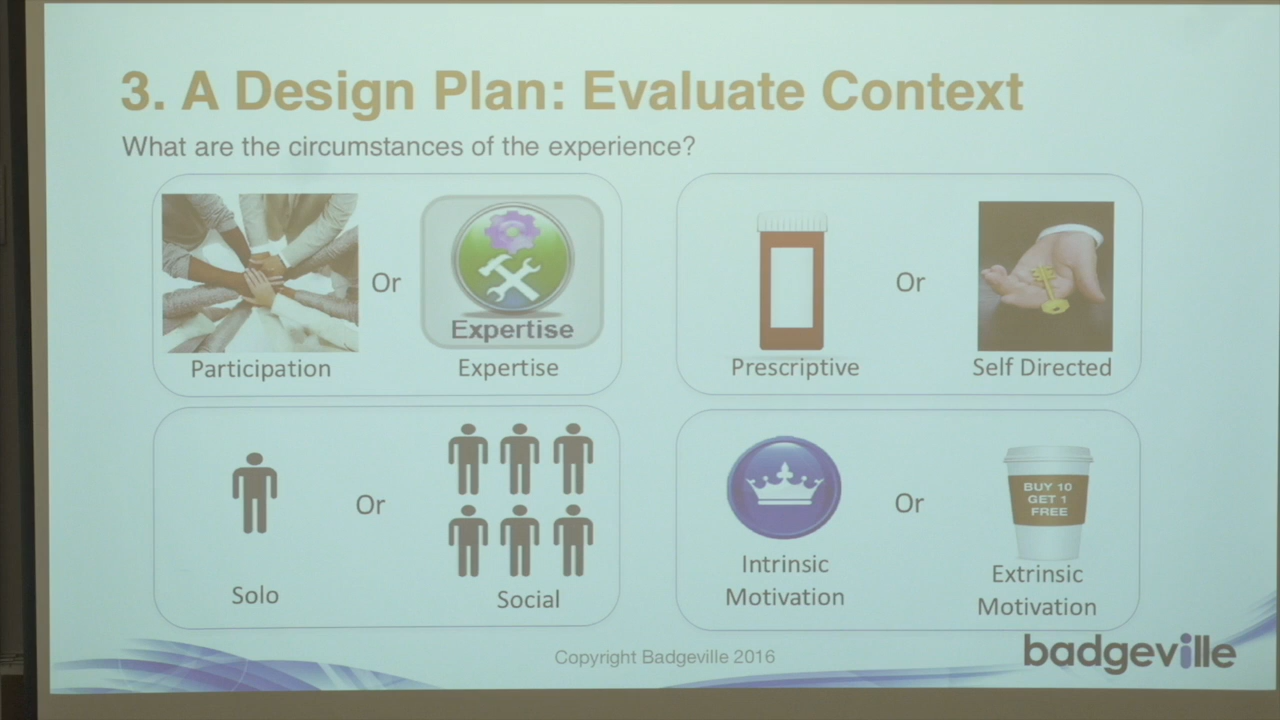 3. A Design Plan: Evaluate Context
What are the circumstances of the experience?
Or
Expertise
Participation
Expertise
Or
Prescriptive
Self Directed
Or
Solo
Social
Or
BUY 10
GET 1
FREE
Intrinsic
Motivation
Extrinsic
Motivation
Copyright Badgeville 2016
badgeville